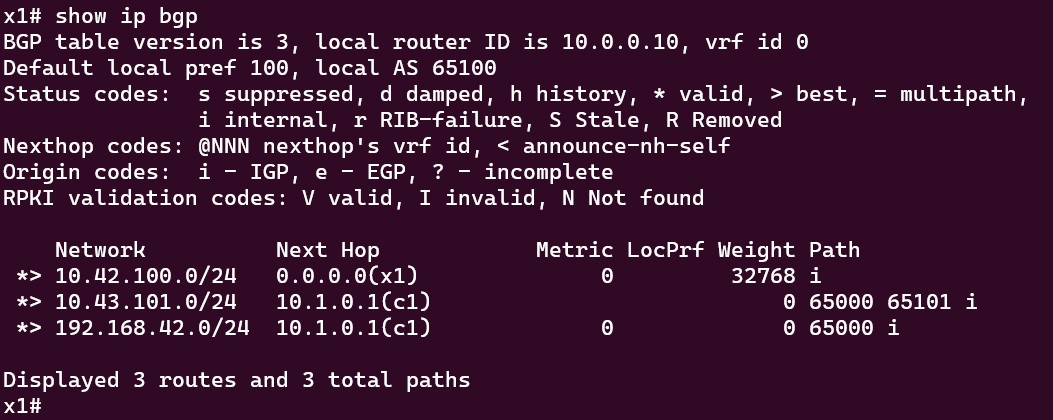 x1# show ip bgp
BGP table version is 3, local router ID is 10.0.0.10, vrf id 0
Default local pref 100, local AS 65100
Status codes:  s suppressed, d damped, h history, * valid, > best, = multipath,
               i internal, r RIB-failure, S Stale, R Removed
Nexthop codes: @NNN nexthop's vrf id, < announce-nh-self
Origin codes:  i - IGP, e - EGP, ? - incomplete
RPKI validation codes: V valid, I invalid, N Not found

    Network          Next Hop            Metric LocPrf Weight Path
 *> 10.42.100.0/24   0.0.0.0(x1)              0         32768 i
 *> 10.43.101.0/24   10.1.0.1(c1)                           0 65000 65101 i
 *> 192.168.42.0/24  10.1.0.1(c1)             0             0 65000 i

Displayed 3 routes and 3 total paths
x1#